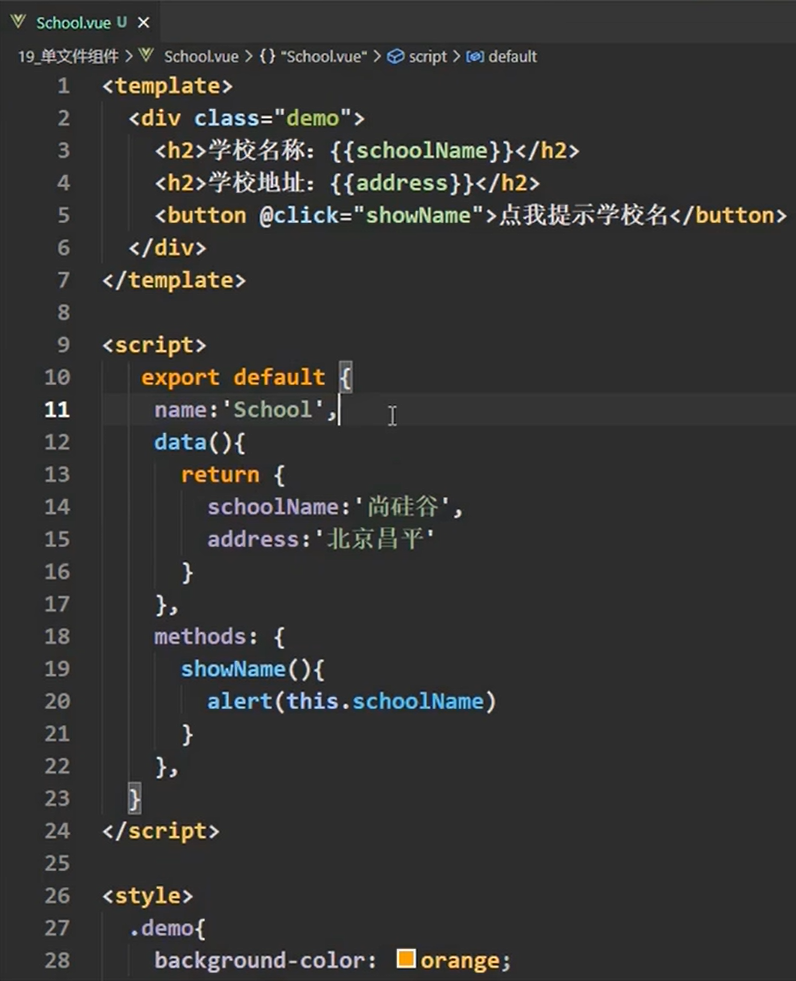 School.vue U ×
19_单文件组件 > School.vue > {} "School.vue" > script > default
1 <template>
2 <div class="demo">
3 <h2>学校名称：{{schoolName}}</h2>
4 <h2>学校地址：{{address}}</h2>
5 <button @click="showName">点我提示学校名</button>
6 </div>
7 </template>
8
9 <script>
10 export default {
11 name:'School',
12 data(){
13 return {
14 schoolName:'尚硅谷',
15 address:'北京昌平'
16 }
17 },
18 methods: {
19 showName(){
20 alert(this.schoolName)
21 }
22 },
23 }
24 </script>
25
26 <style>
27 .demo{
28 background-color: orange;